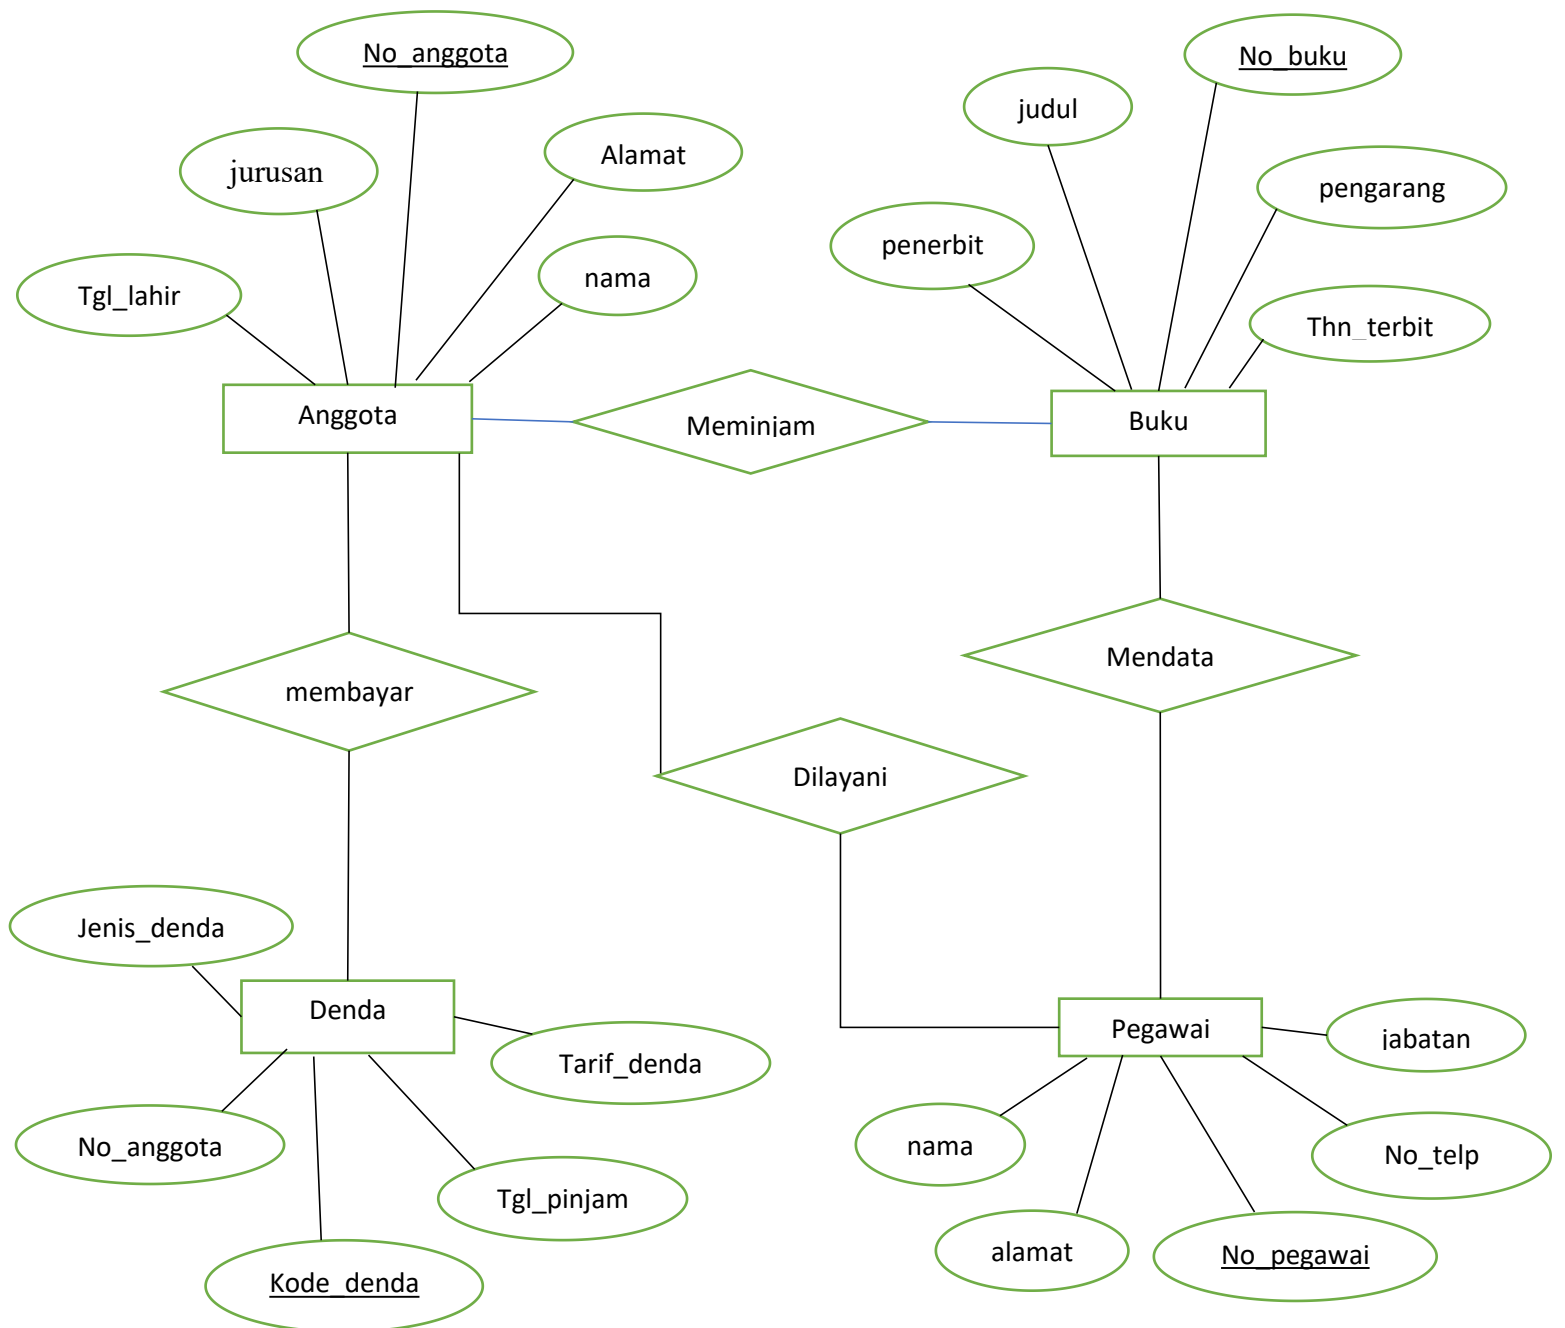 No_anggota
No_buku
judul
Alamat
jurusan
pengarang
penerbit
nama
Tgl_lahir
Thn_terbit
Anggota
Meminjam
Buku
Mendata
membayar
Dilayani
Jenis_denda
Denda
Pegawai
jabatan
Tarif_denda
No_anggota
nama
No_telp
Tgl_pinjam
alamat
No_pegawai
Kode_denda